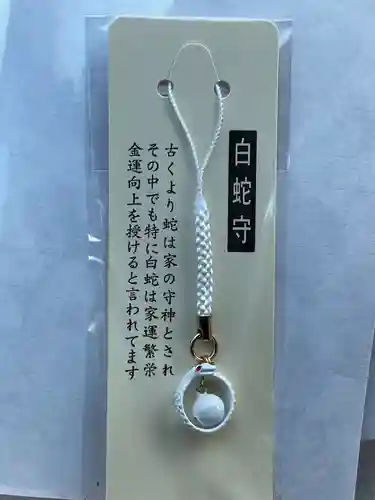 白蛇守
古くより蛇は家の守神とされ
その中でも特に白蛇は家運繁栄
金運向上を授けると言われてます